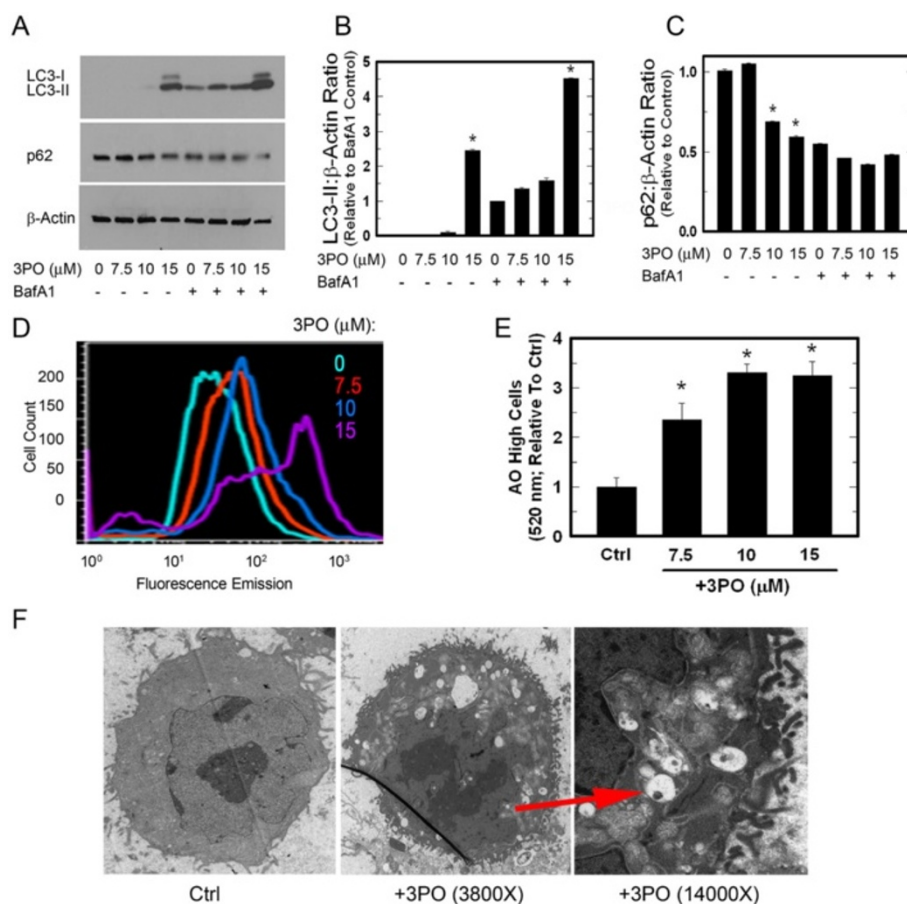 A
LC3-I
LC3-II
p62
β-Actin
3PO (μM) 0 7.5 10 15 0 7.5 10 15
BafA1 - - - - + + + +
B
LC3-II:β-Actin Ratio
(Relative to BafA1 Control)
5
4
3
2
1
0
* *
3PO (μM) 0 7.5 10 15 0 7.5 10 15
BafA1 - - - - + + + +
C
p62:β-Actin Ratio
(Relative to Control)
1.0
0.5
0.0
* *
3PO (μM) 0 7.5 10 15 0 7.5 10 15
BafA1 - - - - + + + +
D
3PO (μM):
0
7.5
10
15
Cell Count
200
150
100
50
0
10⁰ 10¹ 10² 10³
Fluorescence Emission
E
AO High Cells
(520 nm; Relative To Ctrl)
4
3
2
1
0
* * *
Ctrl 7.5 10 15
+3PO (μM)
F
Ctrl +3PO (3800X) +3PO (14000X)